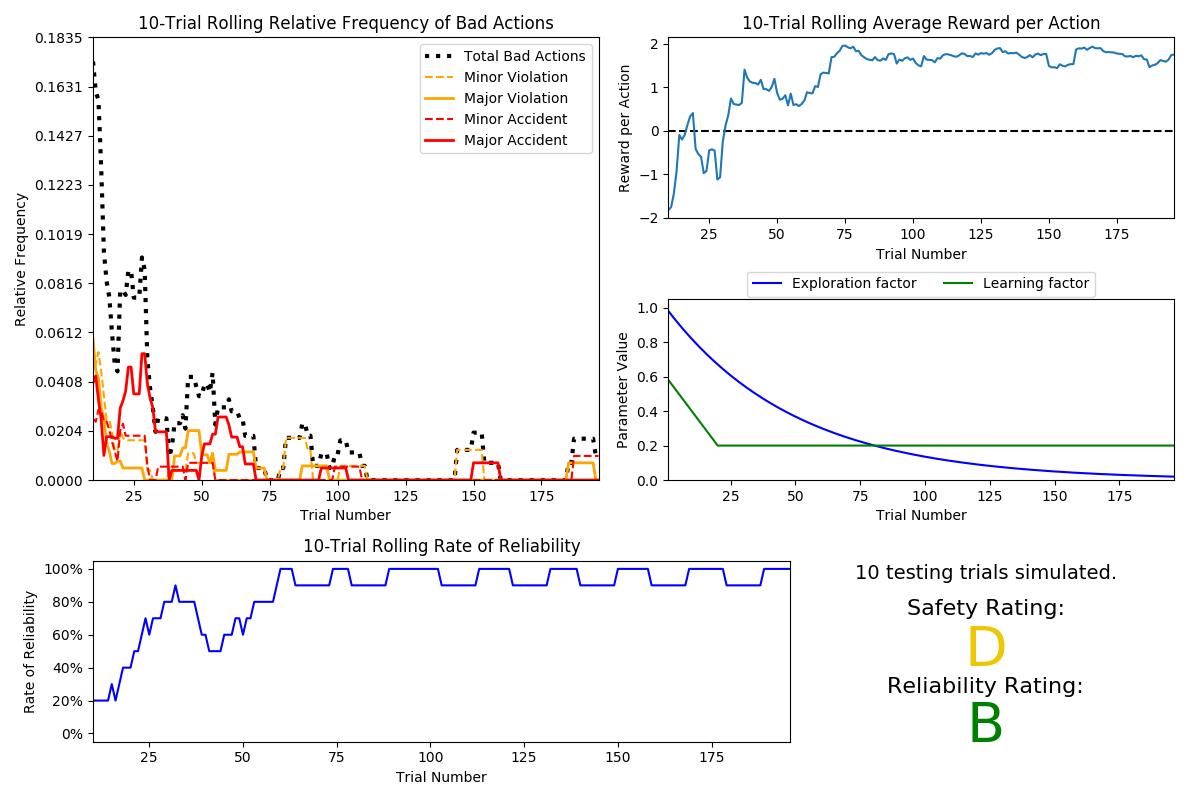 10-Trial Rolling Relative Frequency of Bad Actions
0.1835
0.1631
0.1427
0.1223
0.1019
0.0816
0.0612
0.0408
0.0204
0.0000
Relative Frequency
Total Bad Actions
Minor Violation
Major Violation
Minor Accident
Major Accident
25 50 75 100 125 150 175
Trial Number
10-Trial Rolling Average Reward per Action
2
1
0
−1
−2
Reward per Action
25 50 75 100 125 150 175
Trial Number
Exploration factor Learning factor
1.0
0.8
0.6
0.4
0.2
0.0
Parameter Value
25 50 75 100 125 150 175
Trial Number
10-Trial Rolling Rate of Reliability
100%
80%
60%
40%
20%
0%
Rate of Reliability
25 50 75 100 125 150 175
Trial Number
10 testing trials simulated.
Safety Rating:
D
Reliability Rating:
B